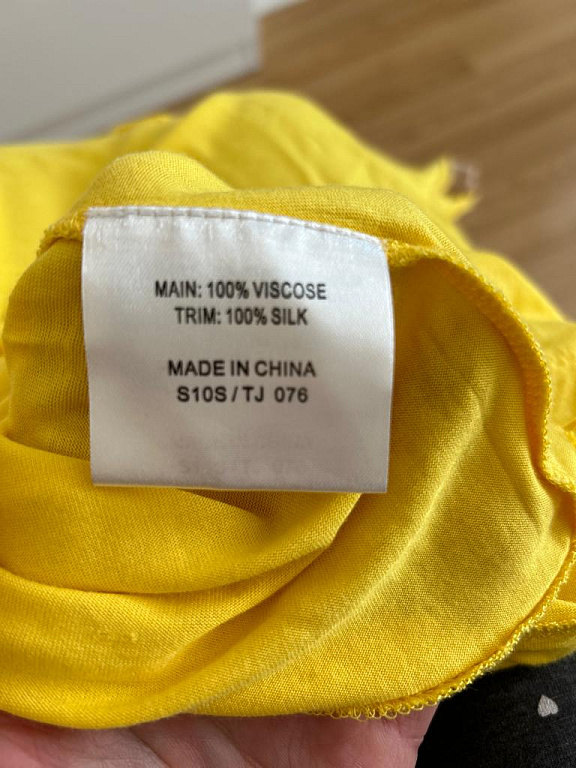 MAIN: 100% VISCOSE
TRIM: 100% SILK
MADE IN CHINA
S10S / TJ 076